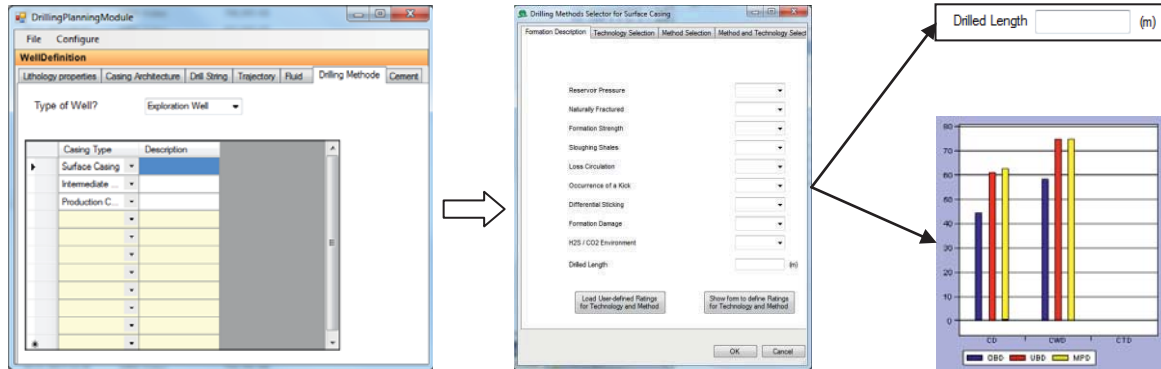 DrillingPlanningModule
File Configure
WellDefinition
Lithology properties Casing Architecture Drill String Trajectory Fluid Drilling Methode Cement
Type of Well? Exploration Well
Casing Type Description
Surface Casing
Intermediate ...
Production C...
Drilling Methods Selector for Surface Casing
Formation Description Technology Selection Method Selection Method and Technology Select
Reservoir Pressure
Naturally Fractured
Formation Strength
Sloughing Shales
Loss Circulation
Occurrence of a Kick
Differential Sticking
Formation Damage
H2S / CO2 Environment
Drilled Length (m)
Load User-defined Ratings
for Technology and Method
Show form to define Ratings
for Technology and Method
OK Cancel
Drilled Length (m)
80
70
60
50
40
30
20
10
0
CD CWD CTD
OBD UBD MPD